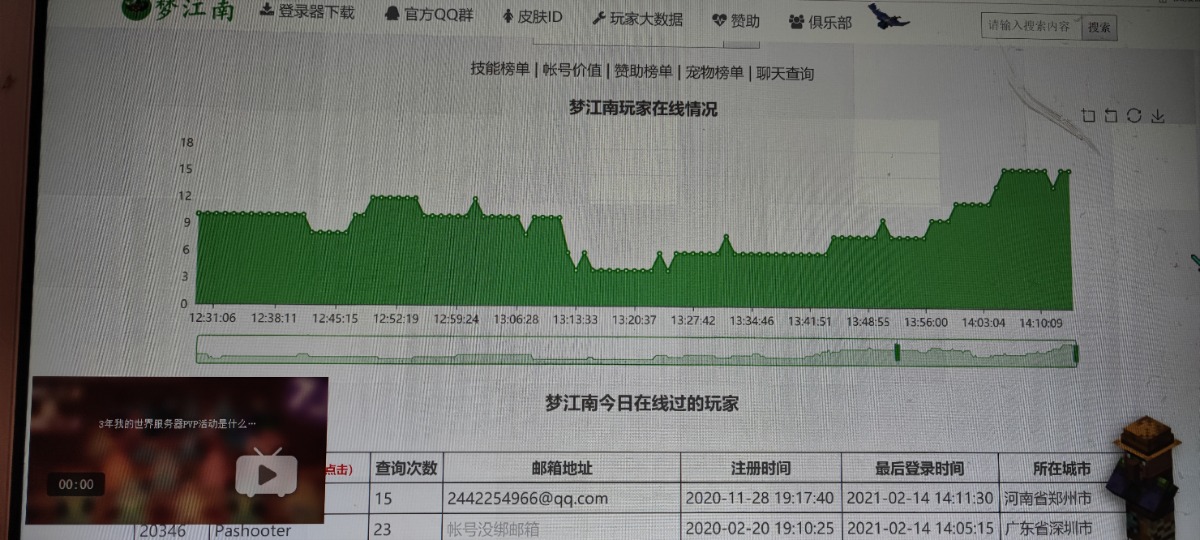 梦江南 登录器下载 官方QQ群 皮肤ID 玩家大数据 赞助 俱乐部 请输入搜索内容 搜索
技能榜单 | 帐号价值 | 赞助榜单 | 宠物榜单 | 聊天查询
梦江南玩家在线情况
18
15
12
9
6
3
0
12:31:06 12:38:11 12:45:15 12:52:19 12:59:24 13:06:28 13:13:33 13:20:37 13:27:42 13:34:46 13:41:51 13:48:55 13:56:00 14:03:04 14:10:09
梦江南今日在线过的玩家
3年我的世界服务器PVP活动是什么…
00:00
点击) 查询次数 邮箱地址 注册时间 最后登录时间 所在城市
15 2442254966@qq.com 2020-11-28 19:17:40 2021-02-14 14:11:30 河南省郑州市
20346 Pashooter 23 帐号没绑邮箱 2020-02-20 19:10:25 2021-02-14 14:05:15 广东省深圳市